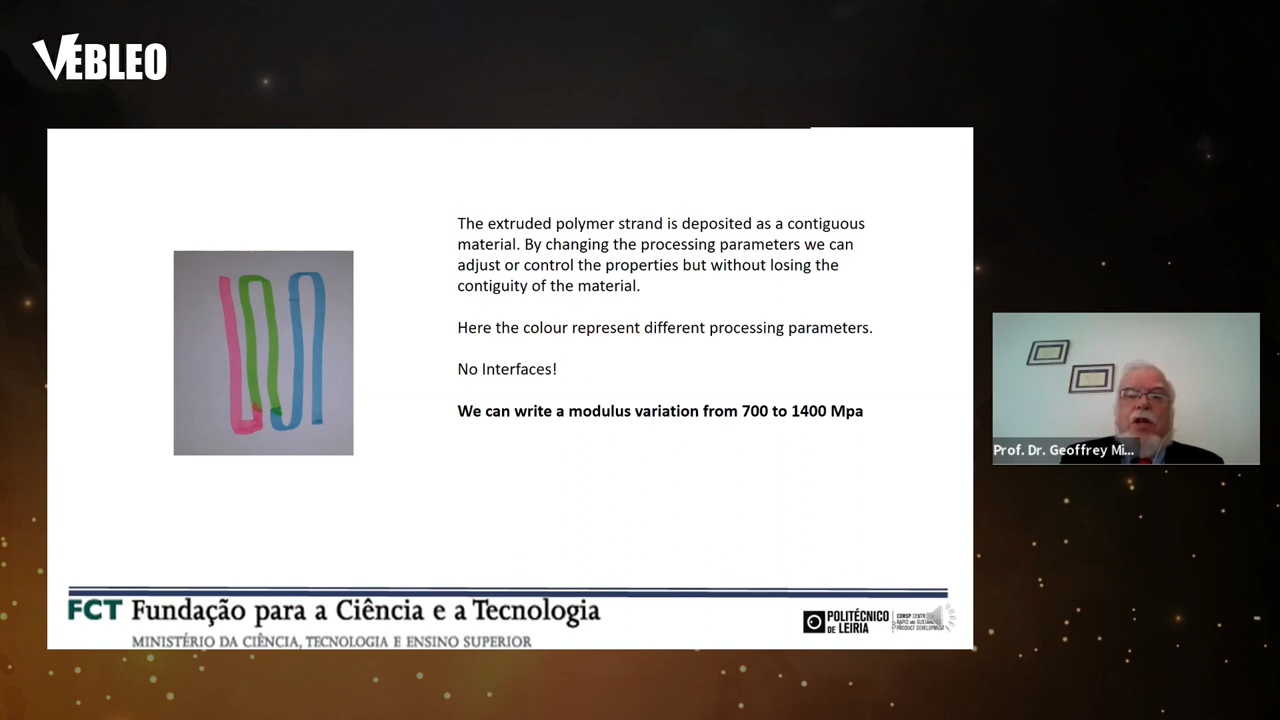 VEBLEO
The extruded polymer strand is deposited as a contiguous
material. By changing the processing parameters we can
adjust or control the properties but without losing the
contiguity of the material.
Here the colour represent different processing parameters.
No Interfaces!
We can write a modulus variation from 700 to 1400 Mpa
Prof. Dr. Geoffrey Mi...
FCT Fundação para a Ciência e a Tecnologia
MINISTÉRIO DA CIÊNCIA, TECNOLOGIA E ENSINO SUPERIOR
POLITÉCNICO
DE LEIRIA
PRODUCT DEVELOPMENT